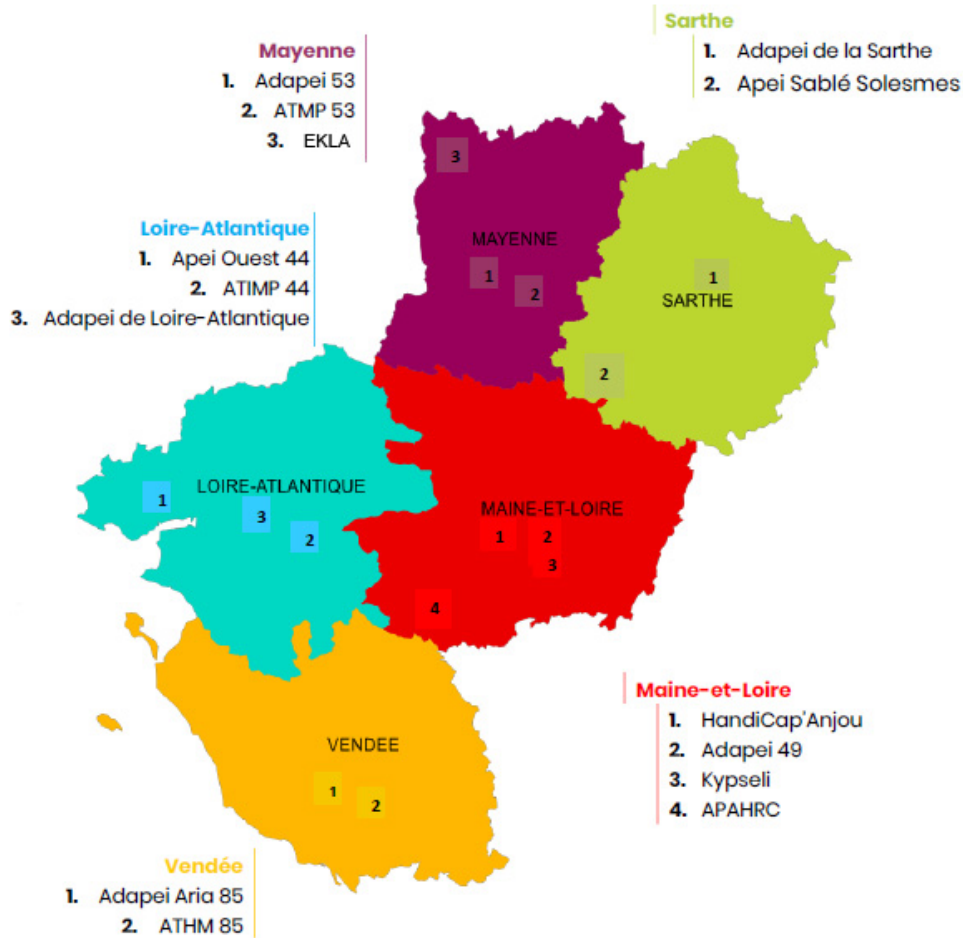 Sarthe
1. Adapei de la Sarthe
2. Apei Sablé Solesmes
Mayenne
1. Adapei 53
2. ATMP 53
3. EKLA
Loire-Atlantique
1. Apei Ouest 44
2. ATIMP 44
3. Adapei de Loire-Atlantique
3
MAYENNE
1
2
1
SARTHE
2
LOIRE-ATLANTIQUE
1
3
2
MAINE-ET-LOIRE
1
2
3
4
VENDEE
1
2
Maine-et-Loire
1. HandiCap'Anjou
2. Adapei 49
3. Kypseli
4. APAHRC
Vendée
1. Adapei Aria 85
2. ATHM 85